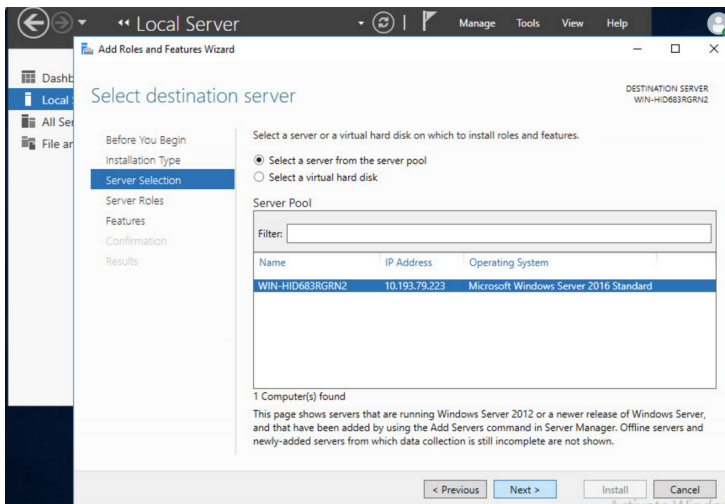 Local Server
Manage Tools View Help
Add Roles and Features Wizard
Dashb
Local
All Ser
File ar
Select destination server
DESTINATION SERVER
WIN-HID683RGRN2
Before You Begin
Installation Type
Server Selection
Server Roles
Features
Confirmation
Results
Select a server or a virtual hard disk on which to install roles and features.
Select a server from the server pool
Select a virtual hard disk
Server Pool
Filter:
Name IP Address Operating System
WIN-HID683RGRN2 10.193.79.223 Microsoft Windows Server 2016 Standard
1 Computer(s) found
This page shows servers that are running Windows Server 2012 or a newer release of Windows Server,
and that have been added by using the Add Servers command in Server Manager. Offline servers and
newly-added servers from which data collection is still incomplete are not shown.
< Previous Next > Install Cancel